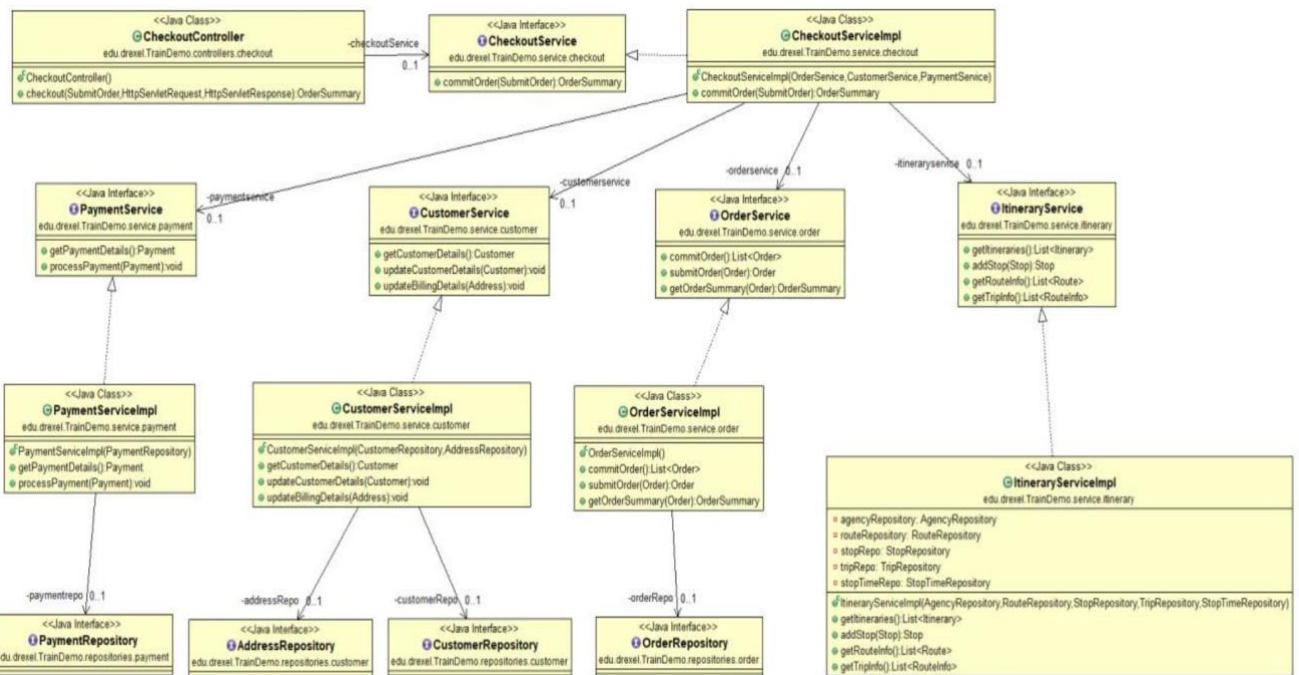 <<Java Class>>
CheckoutController
edu.drexel.TrainDemo.controllers.checkout
CheckoutController()
checkout(SubmitOrder,HttpServletRequest,HttpServletResponse):OrderSummary
-checkoutService
0..1
<<Java Interface>>
CheckoutService
edu.drexel.TrainDemo.service.checkout
commitOrder(SubmitOrder):OrderSummary
<<Java Class>>
CheckoutServiceImpl
edu.drexel.TrainDemo.service.checkout
CheckoutServiceImpl(OrderService,CustomerService,PaymentService)
commitOrder(SubmitOrder):OrderSummary
-paymentservice
0..1
-customerservice
0..1
-orderservice 0..1
-itineraryservice 0..1
<<Java Interface>>
PaymentService
edu.drexel.TrainDemo.service.payment
getPaymentDetails():Payment
processPayment(Payment):void
<<Java Interface>>
CustomerService
edu.drexel.TrainDemo.service.customer
getCustomerDetails():Customer
updateCustomerDetails(Customer):void
updateBillingDetails(Address):void
<<Java Interface>>
OrderService
edu.drexel.TrainDemo.service.order
commitOrder():List<Order>
submitOrder(Order):Order
getOrderSummary(Order):OrderSummary
<<Java Interface>>
ItineraryService
edu.drexel.TrainDemo.service.itinerary
getItineraries():List<Itinerary>
addStop(Stop):Stop
getRouteInfo():List<Route>
getTripInfo():List<RouteInfo>
<<Java Class>>
PaymentServiceImpl
edu.drexel.TrainDemo.service.payment
PaymentServiceImpl(PaymentRepository)
getPaymentDetails():Payment
processPayment(Payment):void
<<Java Class>>
CustomerServiceImpl
edu.drexel.TrainDemo.service.customer
CustomerServiceImpl(CustomerRepository,AddressRepository)
getCustomerDetails():Customer
updateCustomerDetails(Customer):void
updateBillingDetails(Address):void
<<Java Class>>
OrderServiceImpl
edu.drexel.TrainDemo.service.order
OrderServiceImpl()
commitOrder():List<Order>
submitOrder(Order):Order
getOrderSummary(Order):OrderSummary
<<Java Class>>
ItineraryServiceImpl
edu.drexel.TrainDemo.service.itinerary
agencyRepository: AgencyRepository
routeRepository: RouteRepository
stopRepo: StopRepository
tripRepo: TripRepository
stopTimeRepo: StopTimeRepository
ItineraryServiceImpl(AgencyRepository,RouteRepository,StopRepository,TripRepository,StopTimeRepository)
getItineraries():List<Itinerary>
addStop(Stop):Stop
getRouteInfo():List<Route>
getTripInfo():List<RouteInfo>
-paymentrepo 0..1
-addressRepo 0..1
-customerRepo 0..1
-orderRepo 0..1
<<Java Interface>>
PaymentRepository
du.drexel.TrainDemo.repositories.payment
<<Java Interface>>
AddressRepository
edu.drexel.TrainDemo.repositories.customer
<<Java Interface>>
CustomerRepository
edu.drexel.TrainDemo.repositories.customer
<<Java Interface>>
OrderRepository
edu.drexel.TrainDemo.repositories.order